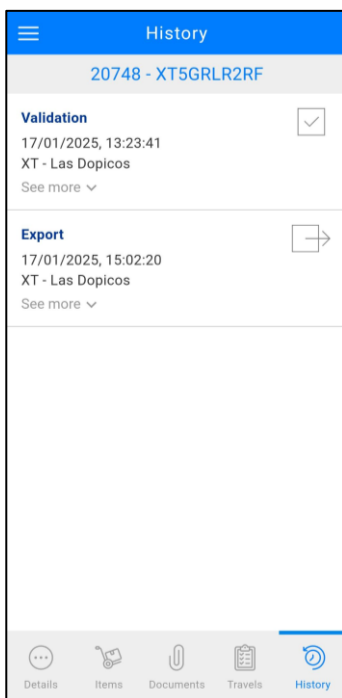 History
20748 - XT5GRLR2RF
Validation
17/01/2025, 13:23:41
XT - Las Dopicos
See more
Export
17/01/2025, 15:02:20
XT - Las Dopicos
See more
Details Items Documents Travels History